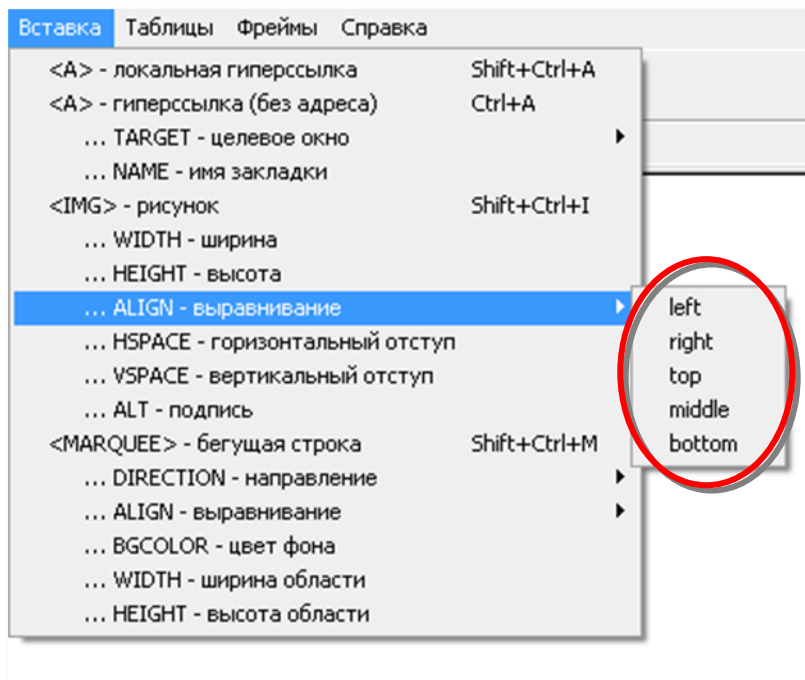 Вставка Таблицы Фреймы Справка
<A> - локальная гиперссылка Shift+Ctrl+A
<A> - гиперссылка (без адреса) Ctrl+A
... TARGET - целевое окно
... NAME - имя закладки
<IMG> - рисунок Shift+Ctrl+I
... WIDTH - ширина
... HEIGHT - высота
... ALIGN - выравнивание
left
... HSPACE - горизонтальный отступ
right
... VSPACE - вертикальный отступ
top
... ALT - подпись
middle
<MARQUEE> - бегущая строка Shift+Ctrl+M
bottom
... DIRECTION - направление
... ALIGN - выравнивание
... BGCOLOR - цвет фона
... WIDTH - ширина области
... HEIGHT - высота области